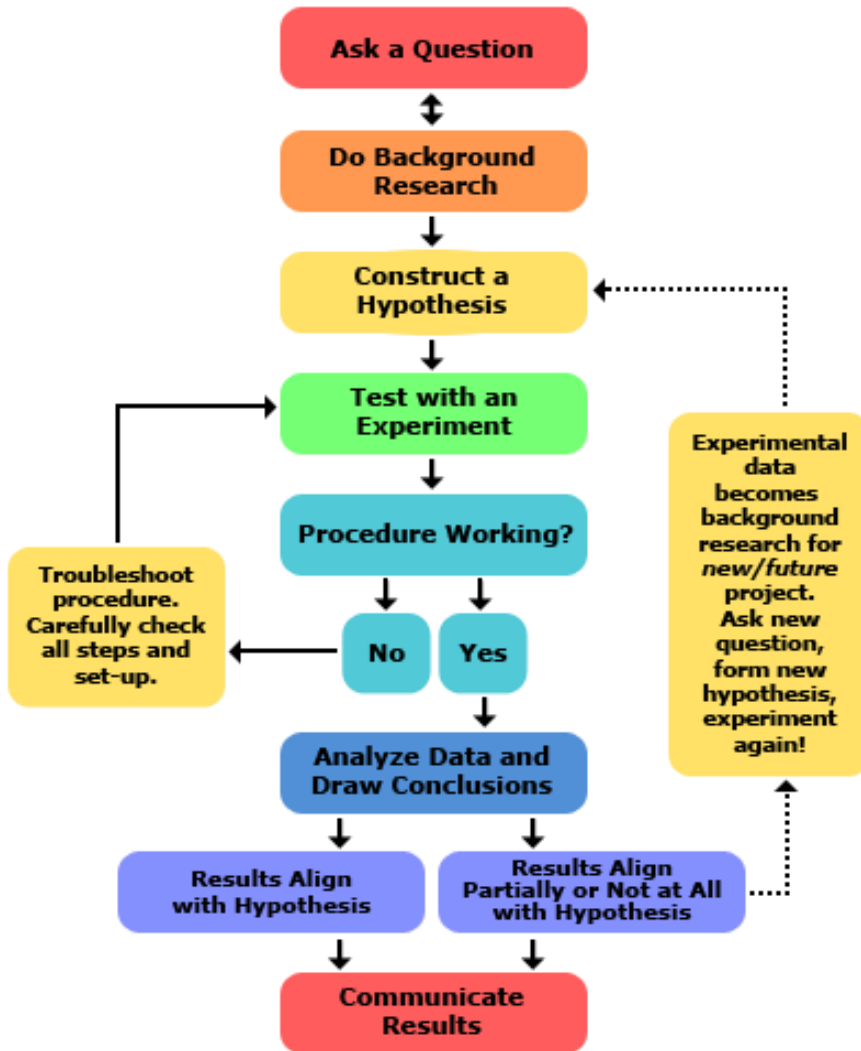 Ask a Question
Do Background
Research
Construct a
Hypothesis
Test with an
Experiment
Procedure Working?
No
Yes
Troubleshoot
procedure.
Carefully check
all steps and
set-up.
Experimental
data
becomes
background
research for
new/future
project.
Ask new
question,
form new
hypothesis,
experiment
again!
Analyze Data and
Draw Conclusions
Results Align
with Hypothesis
Results Align
Partially or Not at All
with Hypothesis
Communicate
Results